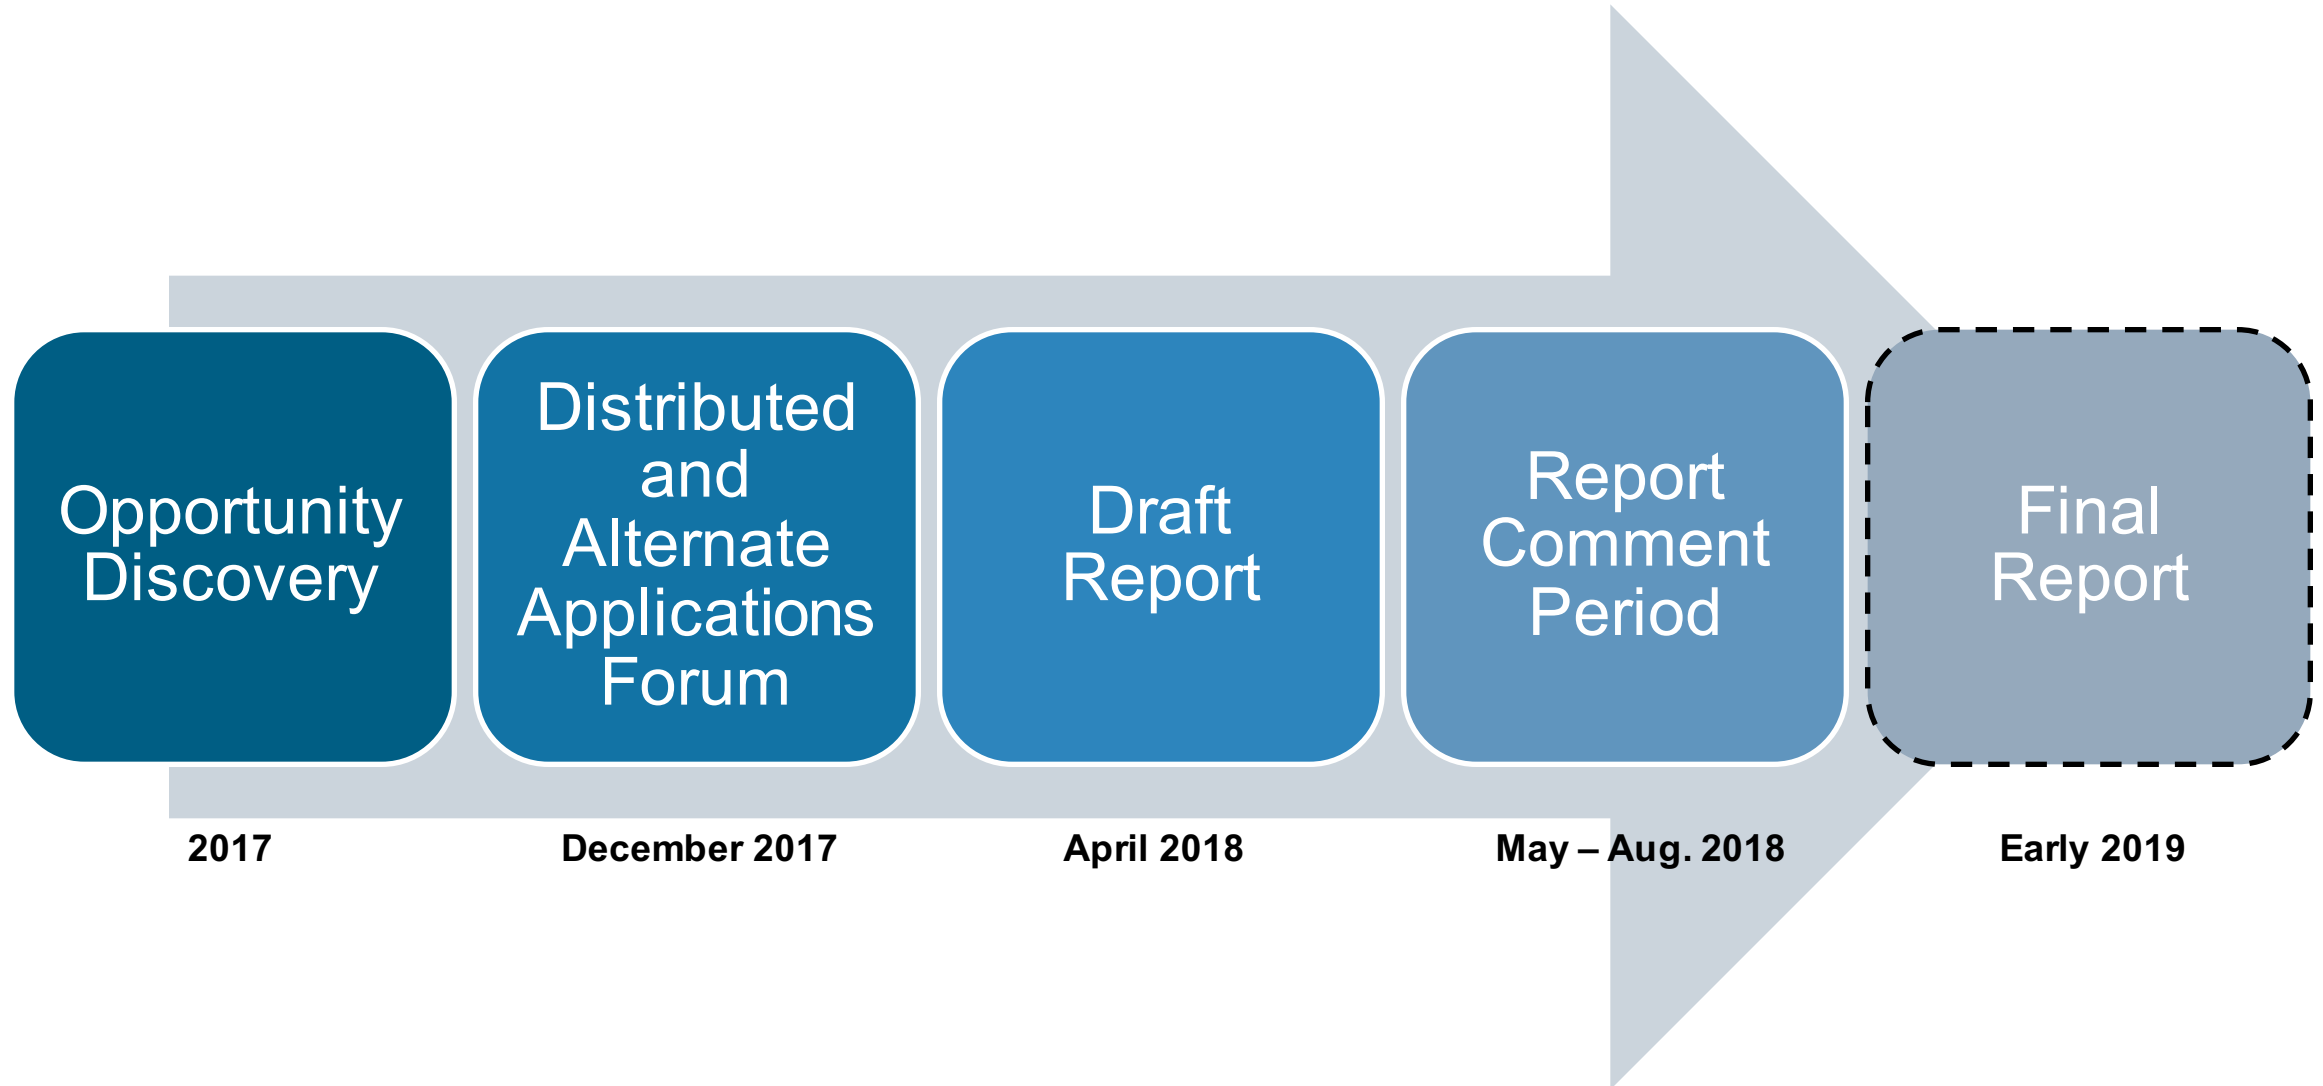 Opportunity
Discovery
Distributed
and
Alternate
Applications
Forum
Draft
Report
Report
Comment
Period
Final
Report
2017
December 2017
April 2018
May – Aug. 2018
Early 2019